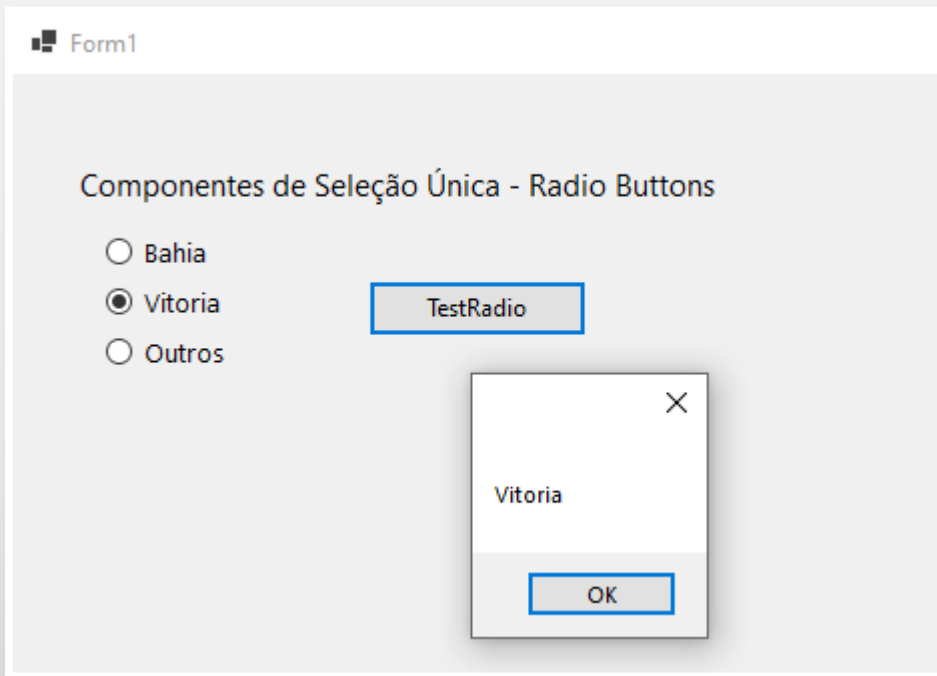 Form1
Componentes de Seleção Única - Radio Buttons
Bahia
Vitoria
TestRadio
Outros
Vitoria
OK